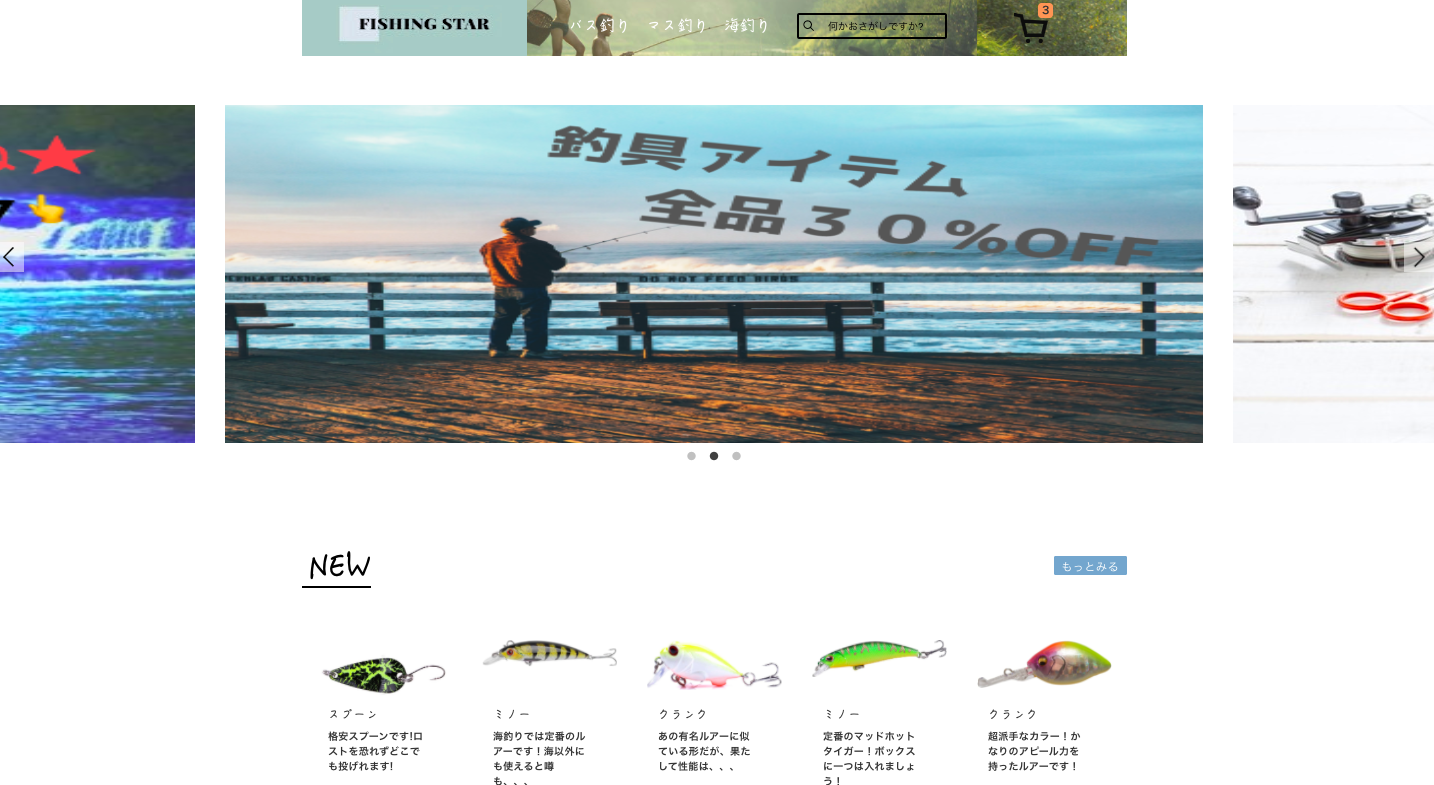 FISHING STAR
バス釣り マス釣り 海釣り
何かおさがしですか?
3
釣具アイテム
全品３０％OFF
DO NOT FEED BIRDS
NEW
もっとみる
スプーン
格安スプーンです!ロ
ストを恐れずどこで
も投げれます!
ミノー
海釣りでは定番のル
アーです！海以外に
も使えると噂
も、、、
クランク
あの有名ルアーに似
ている形だが、果た
して性能は、、、
ミノー
定番のマッドホット
タイガー！ボックス
に一つは入れましょ
う！
クランク
超派手なカラー！か
なりのアピール力を
持ったルアーです！